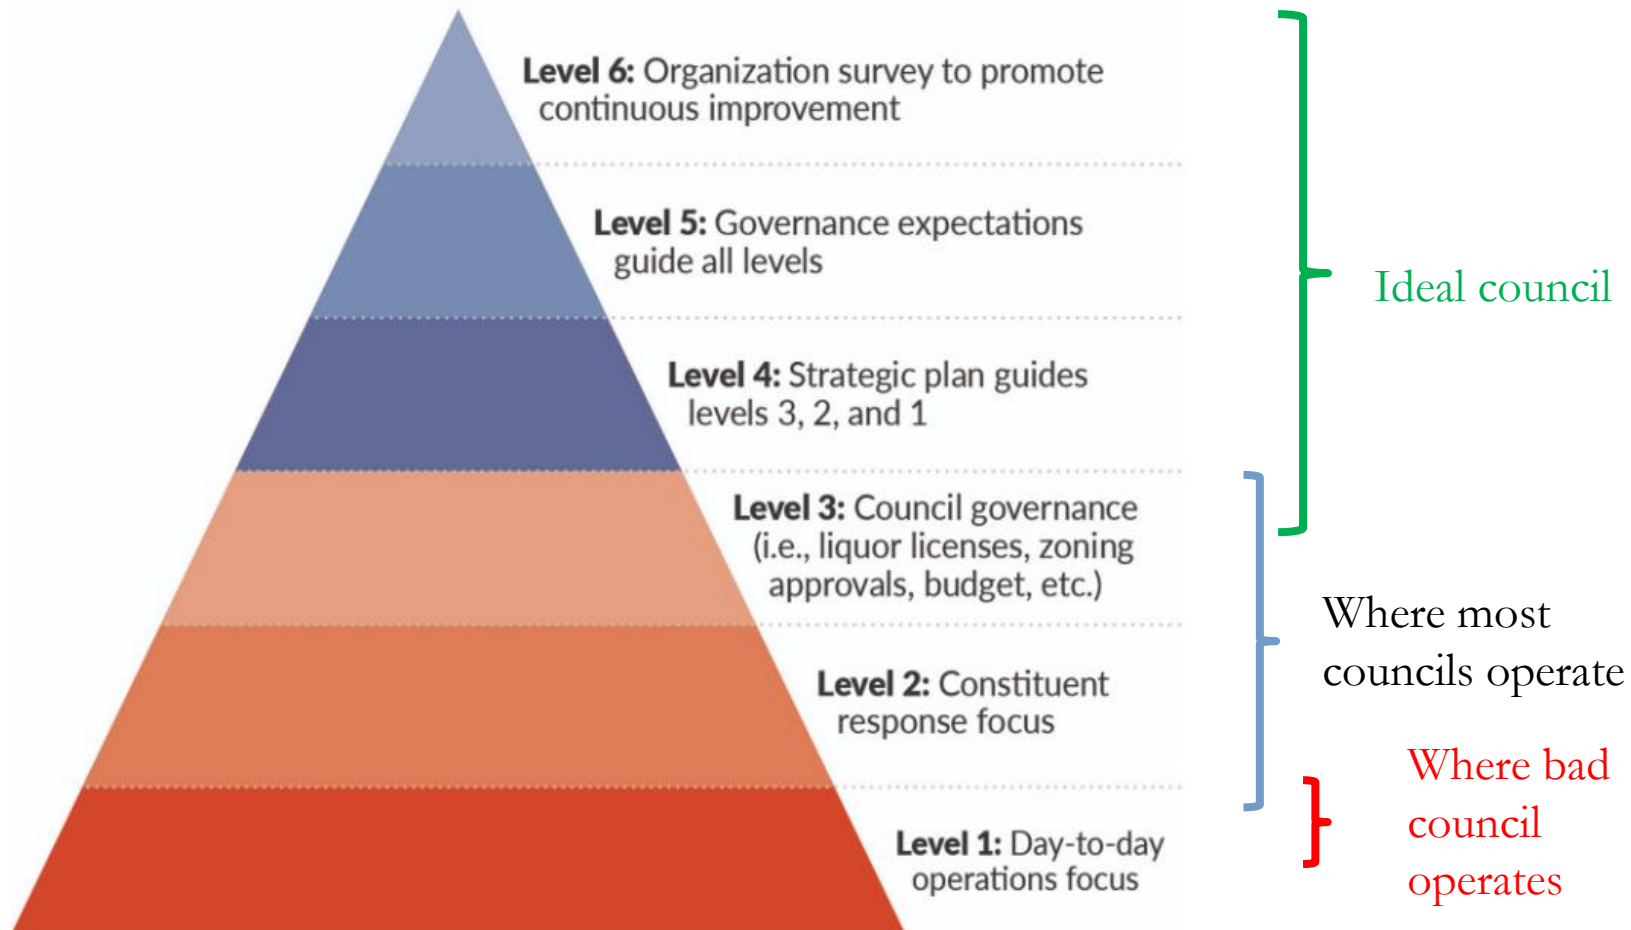 Level 6: Organization survey to promote
continuous improvement
Level 5: Governance expectations
guide all levels
Ideal council
Level 4: Strategic plan guides
levels 3, 2, and 1
Level 3: Council governance
(i.e., liquor licenses, zoning
approvals, budget, etc.)
Where most
councils operate
Level 2: Constituent
response focus
Where bad
council
operates
Level 1: Day-to-day
operations focus